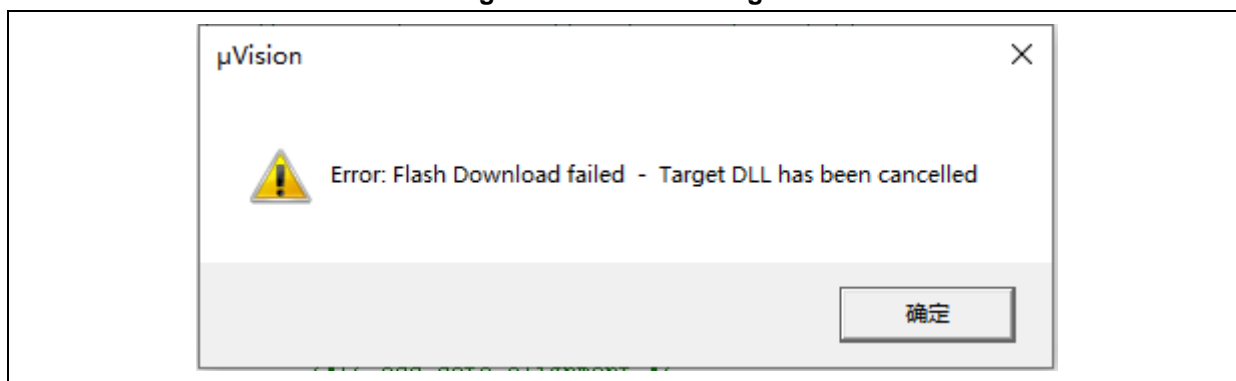 µVision
Error: Flash Download failed - Target DLL has been cancelled
确定